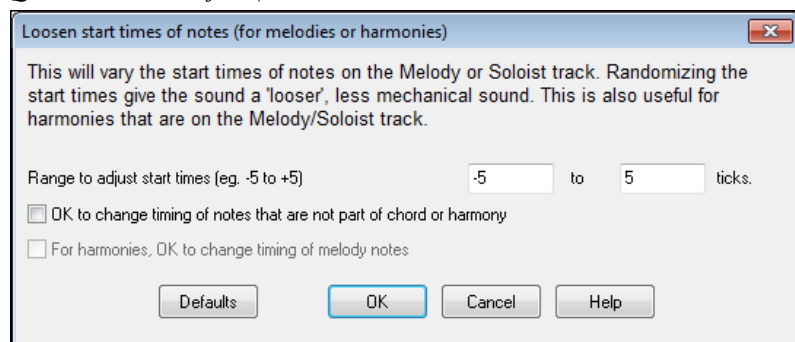 Loosen start times of notes (for melodies or harmonies)
This will vary the start times of notes on the Melody or Soloist track. Randomizing the
start times give the sound a 'looser', less mechanical sound. This is also useful for
harmonies that are on the Melody/Soloist track.
Range to adjust start times (eg. -5 to +5) -5 to 5 ticks.
OK to change timing of notes that are not part of chord or harmony
For harmonies, OK to change timing of melody notes
Defaults OK Cancel Help